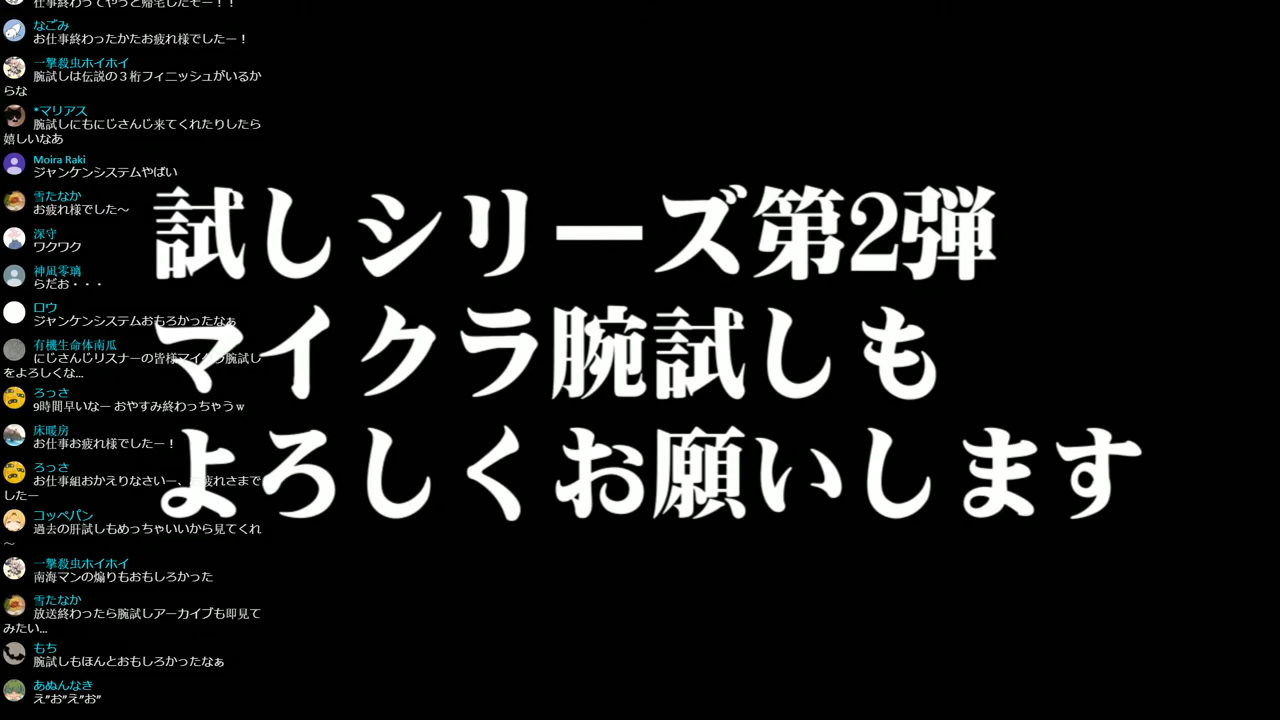 仕事終わってやっと帰宅したぞー！！
なごみ
お仕事終わったかたお疲れ様でしたー！
一撃殺虫ホイホイ
腕試しは伝説の３桁フィニッシュがいるか
らな
*マリアス
腕試しにもにじさんじ来てくれたりしたら
嬉しいなあ
Moira Raki
ジャンケンシステムやばい
雪たなか
お疲れ様でした～
深守
ワクワク
神凪零璃
らだお・・・
ロウ
ジャンケンシステムおもろかったなぁ
有機生命体南瓜
にじさんじリスナーの皆様マイクラ腕試し
をよろしくな...
ろっさ
9時間早いなー おやすみ終わっちゃうｗ
床暖房
お仕事お疲れ様でしたー！
ろっさ
お仕事組おかえりなさいー、お疲れさまで
したー
コッペパン
過去の肝試しもめっちゃいいから見てくれ
～
一撃殺虫ホイホイ
南海マンの煽りもおもしろかった
雪たなか
放送終わったら腕試しアーカイブも即見て
みたい...
もち
腕試しもほんとおもしろかったなぁ
あぬんなき
え"お"え"お"
試しシリーズ第2弾
マイクラ腕試しも
よろしくお願いします